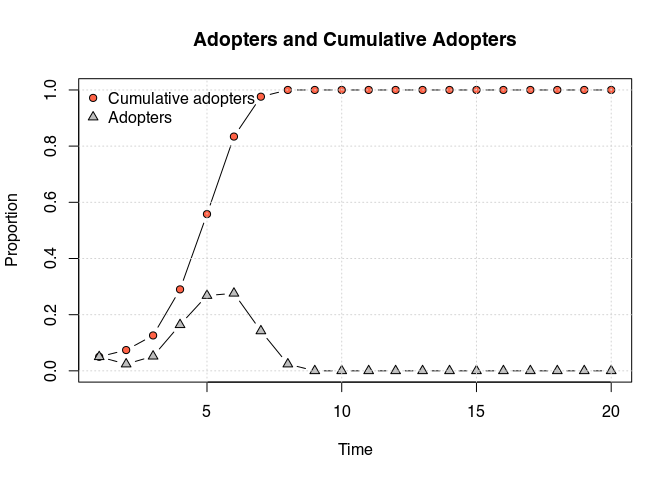 Adopters and Cumulative Adopters
Cumulative adopters
Adopters
Proportion
1.0
0.8
0.6
0.4
0.2
0.0
5 10 15 20
Time